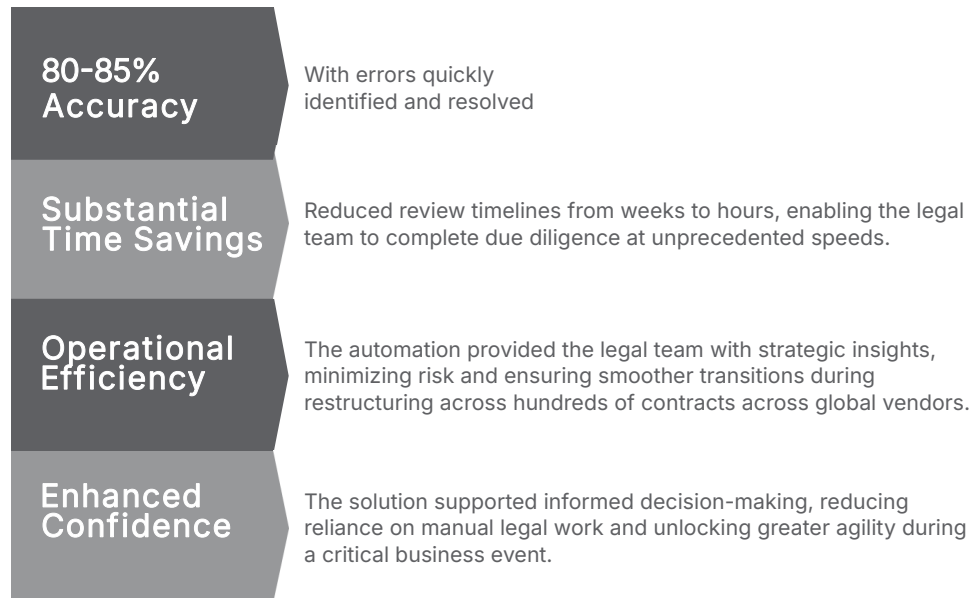 80-85%
Accuracy
With errors quickly
identified and resolved
Substantial
Time Savings
Reduced review timelines from weeks to hours, enabling the legal
team to complete due diligence at unprecedented speeds.
Operational
Efficiency
The automation provided the legal team with strategic insights,
minimizing risk and ensuring smoother transitions during
restructuring across hundreds of contracts across global vendors.
Enhanced
Confidence
The solution supported informed decision-making, reducing
reliance on manual legal work and unlocking greater agility during
a critical business event.